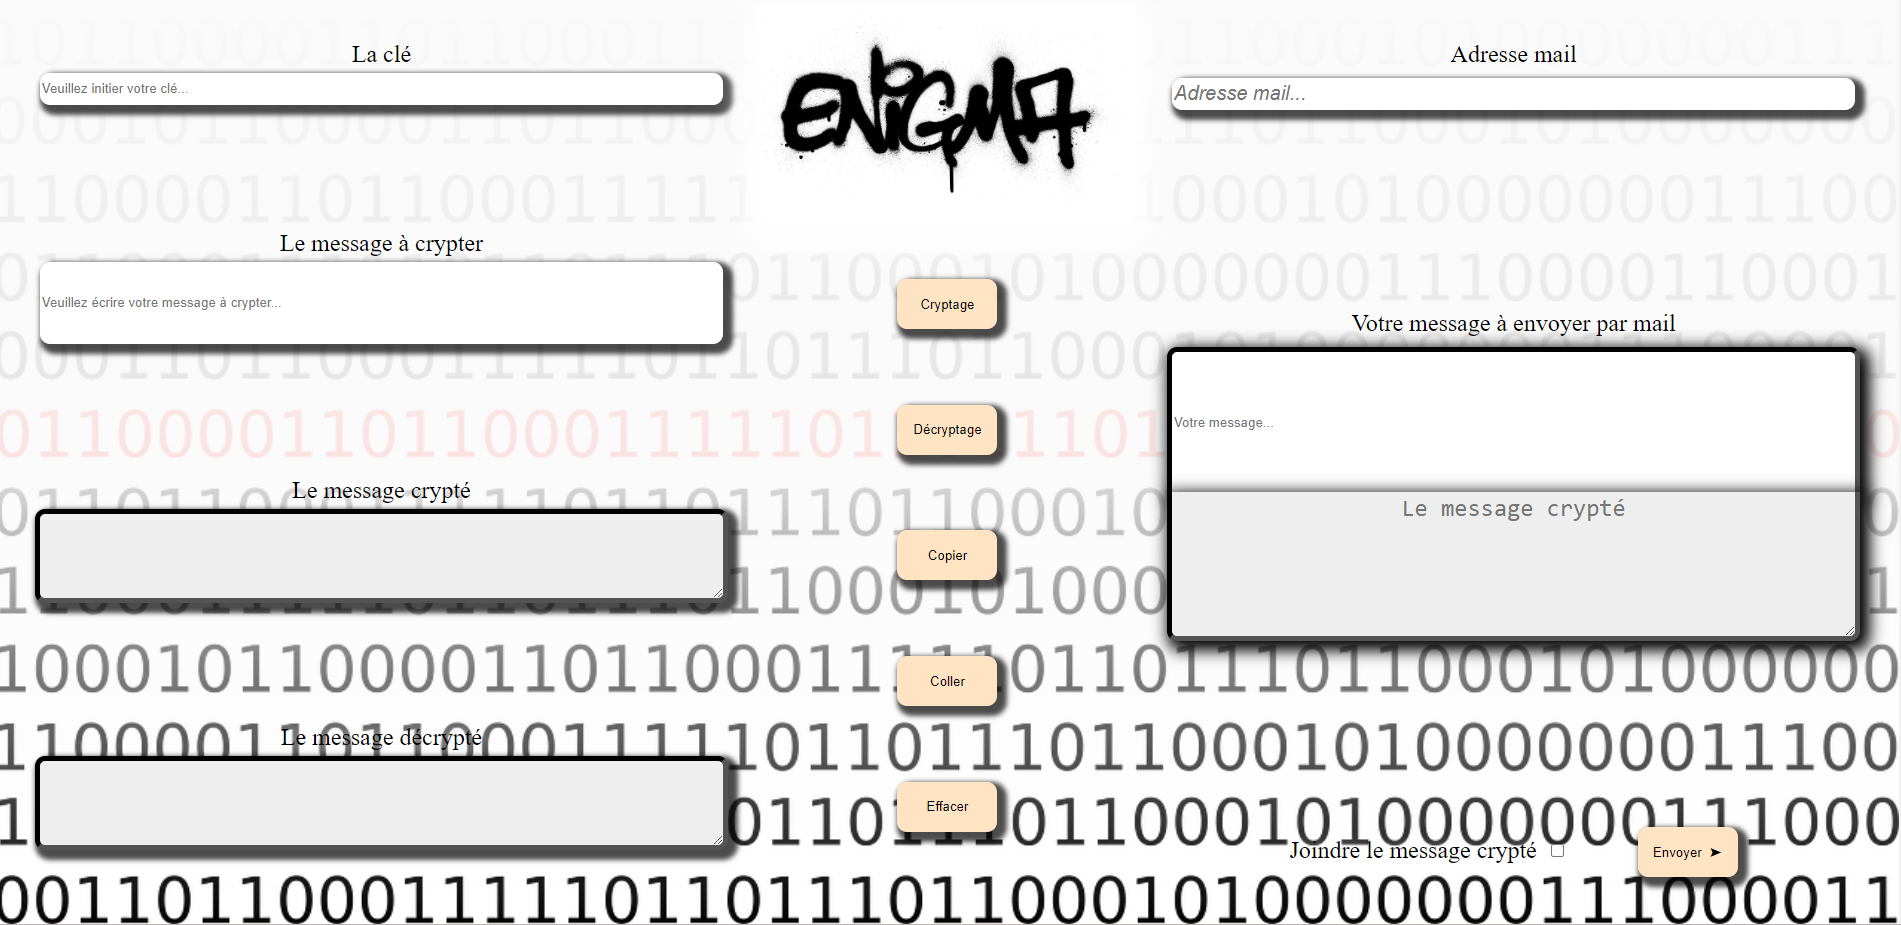 La clé
Veuillez initier votre clé...
Le message à crypter
Veuillez écrire votre message à crypter...
Le message crypté
Le message décrypté
ENiGMA
Cryptage
Décryptage
Copier
Coller
Effacer
Adresse mail
Adresse mail...
Votre message à envoyer par mail
Votre message...
Le message crypté
Joindre le message crypté
Envoyer ➤